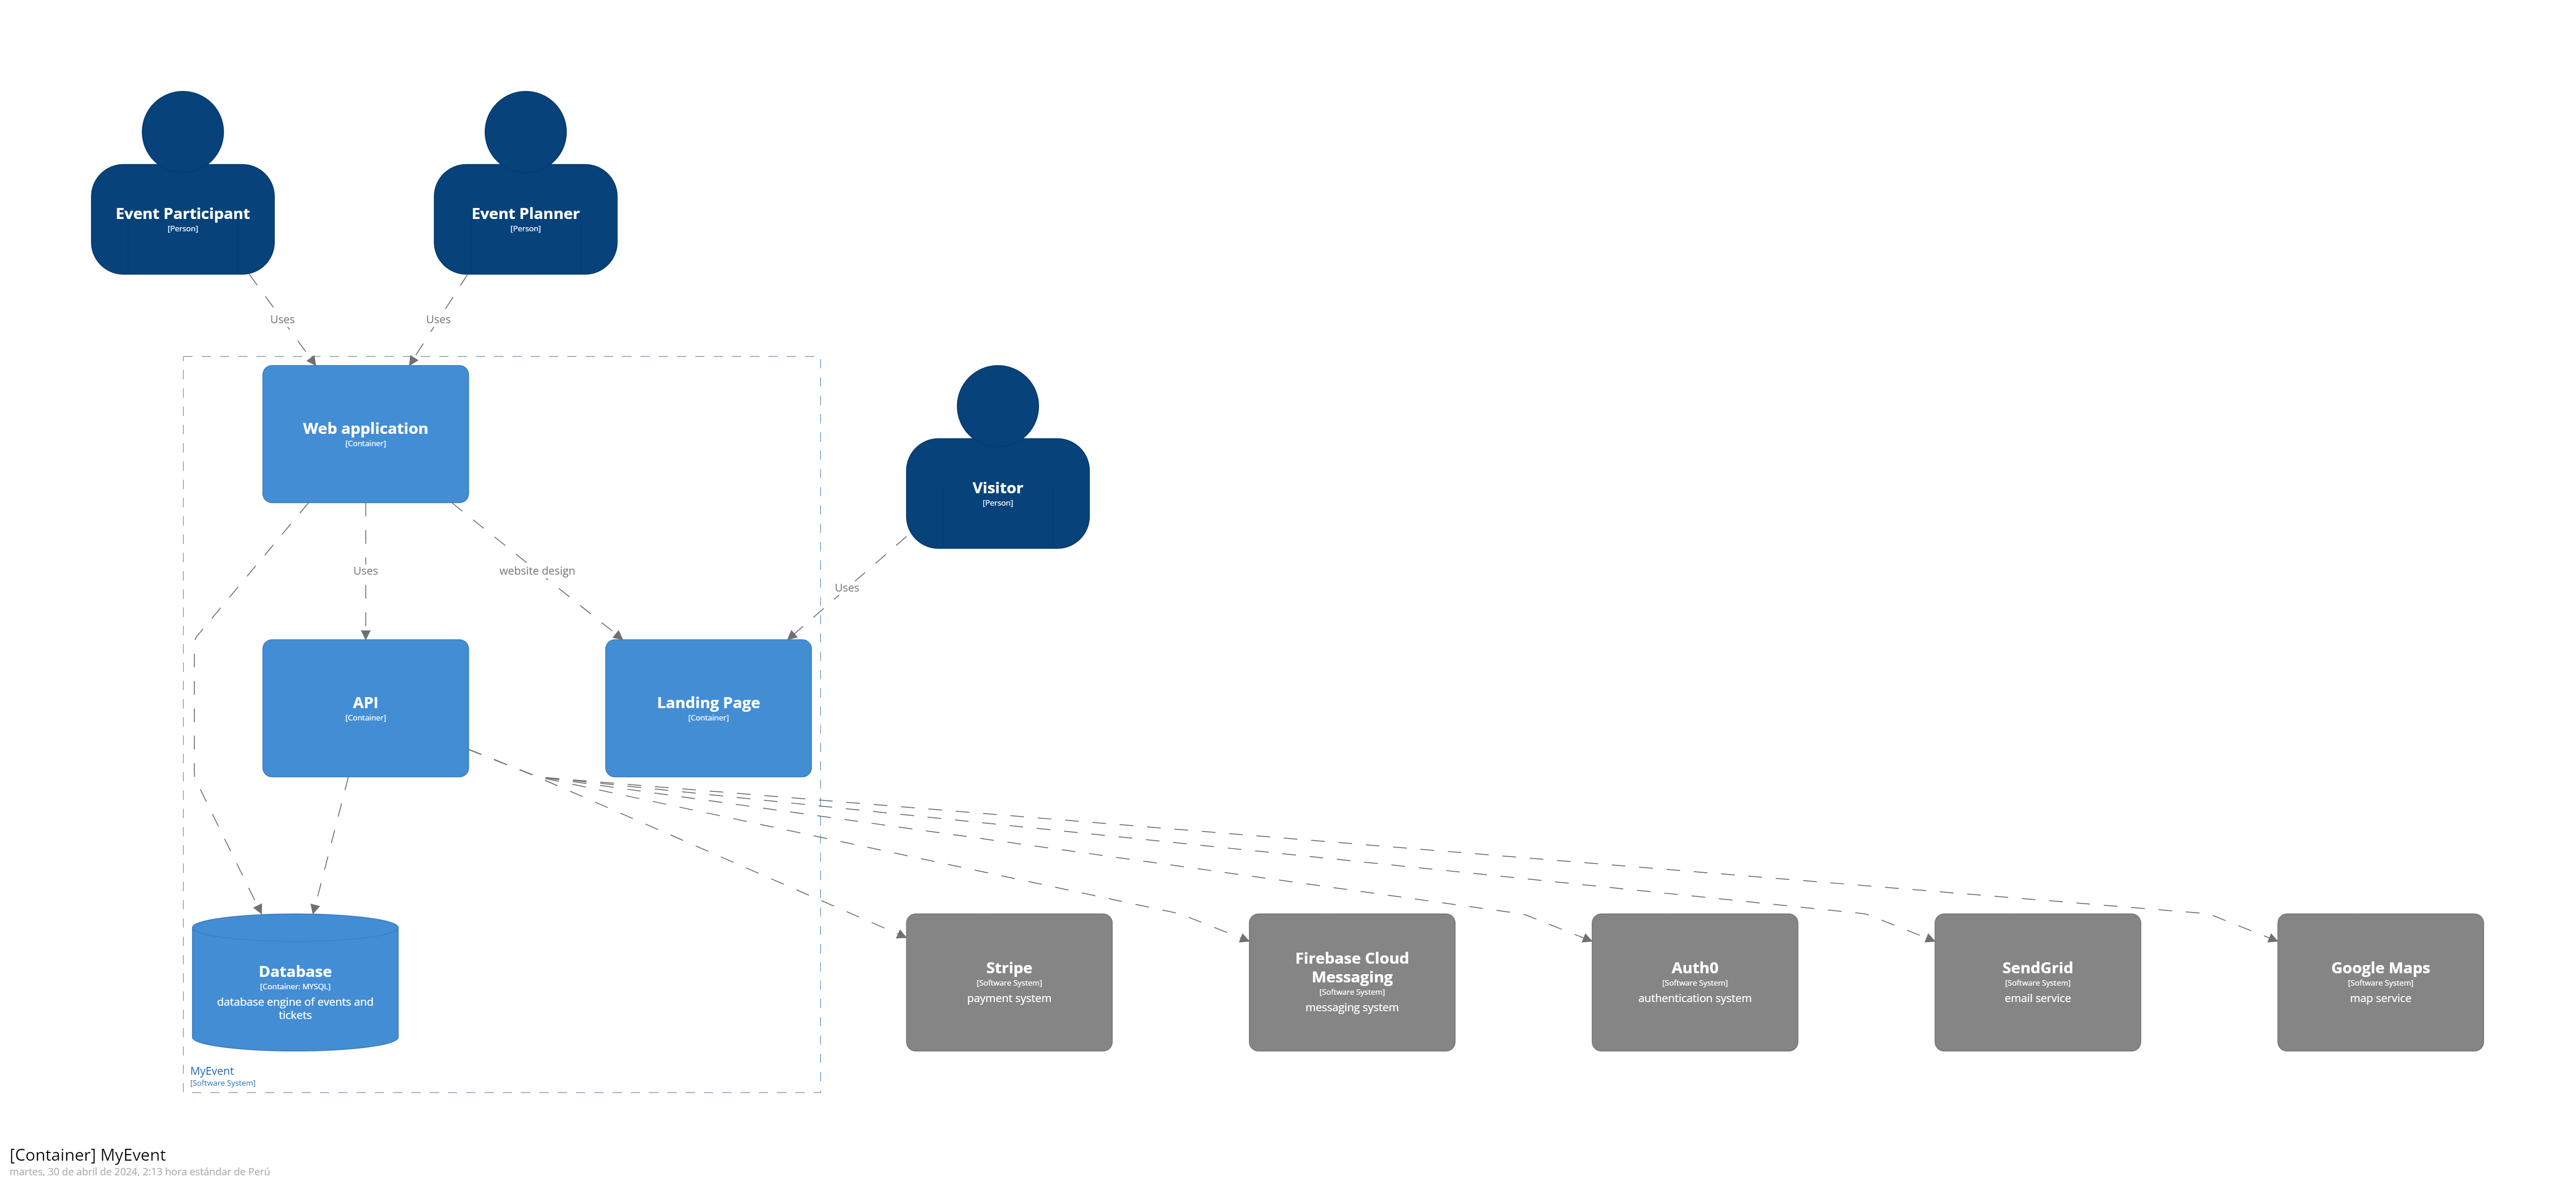 Event Participant
[Person]
Event Planner
[Person]
Uses
Uses
Web application
[Container]
Visitor
[Person]
Uses
website design
Uses
API
[Container]
Landing Page
[Container]
Database
[Container: MYSQL]
database engine of events and
tickets
Stripe
[Software System]
payment system
Firebase Cloud
Messaging
[Software System]
messaging system
Auth0
[Software System]
authentication system
SendGrid
[Software System]
email service
Google Maps
[Software System]
map service
MyEvent
[Software System]
[Container] MyEvent
martes, 30 de abril de 2024, 2:13 hora estándar de Perú